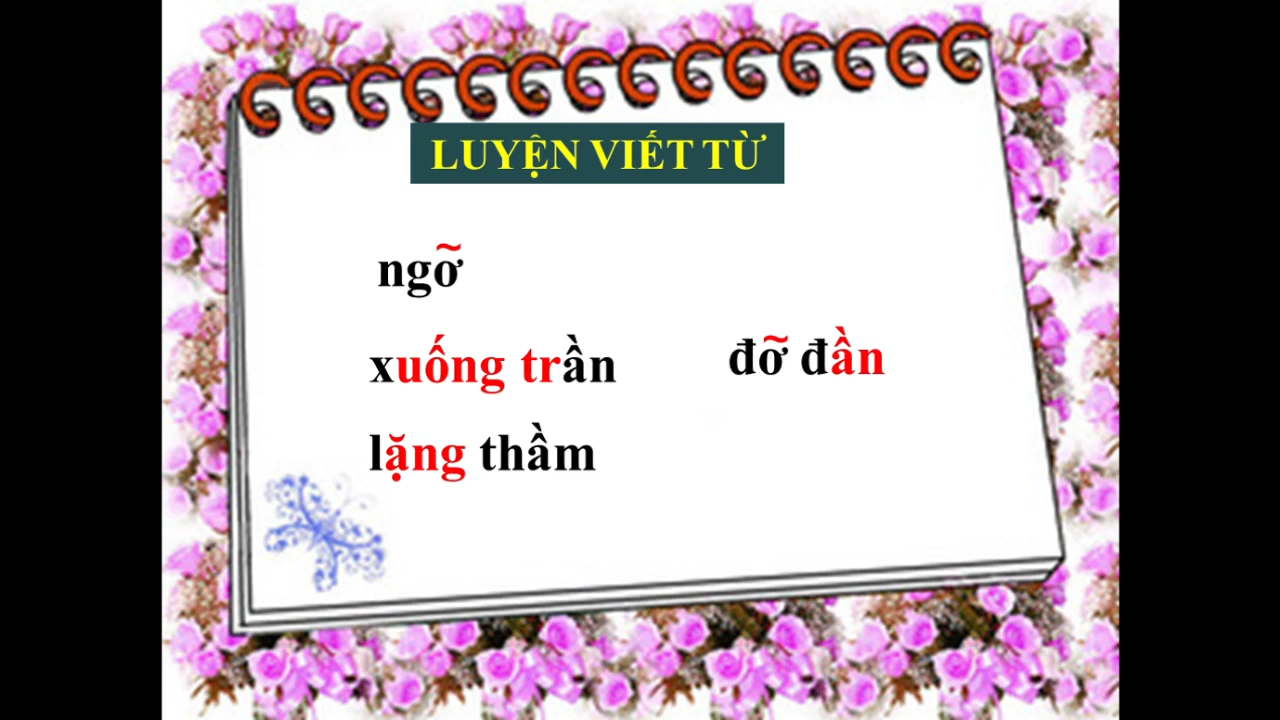 LUYỆN VIẾT TỪ
ngỡ
xuống trần
đỡ đần
lặng thầm